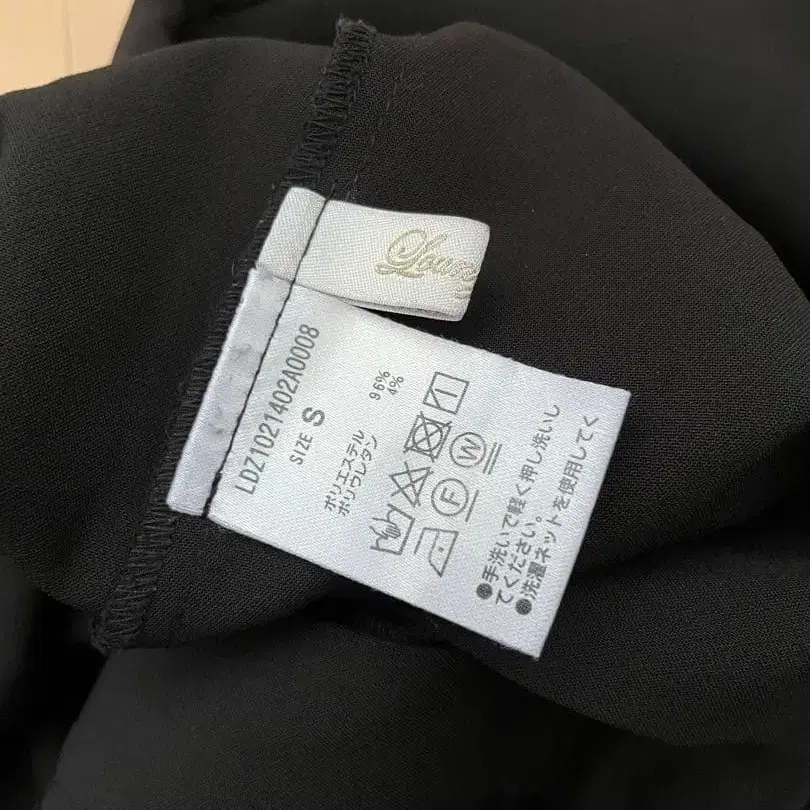 LDZ1021402A0008
SIZE S
ポリエステル 96%
ポリウレタン 4%
F
W
●手洗いで軽く押し洗いし
てください。
●洗濯ネットを使用してく